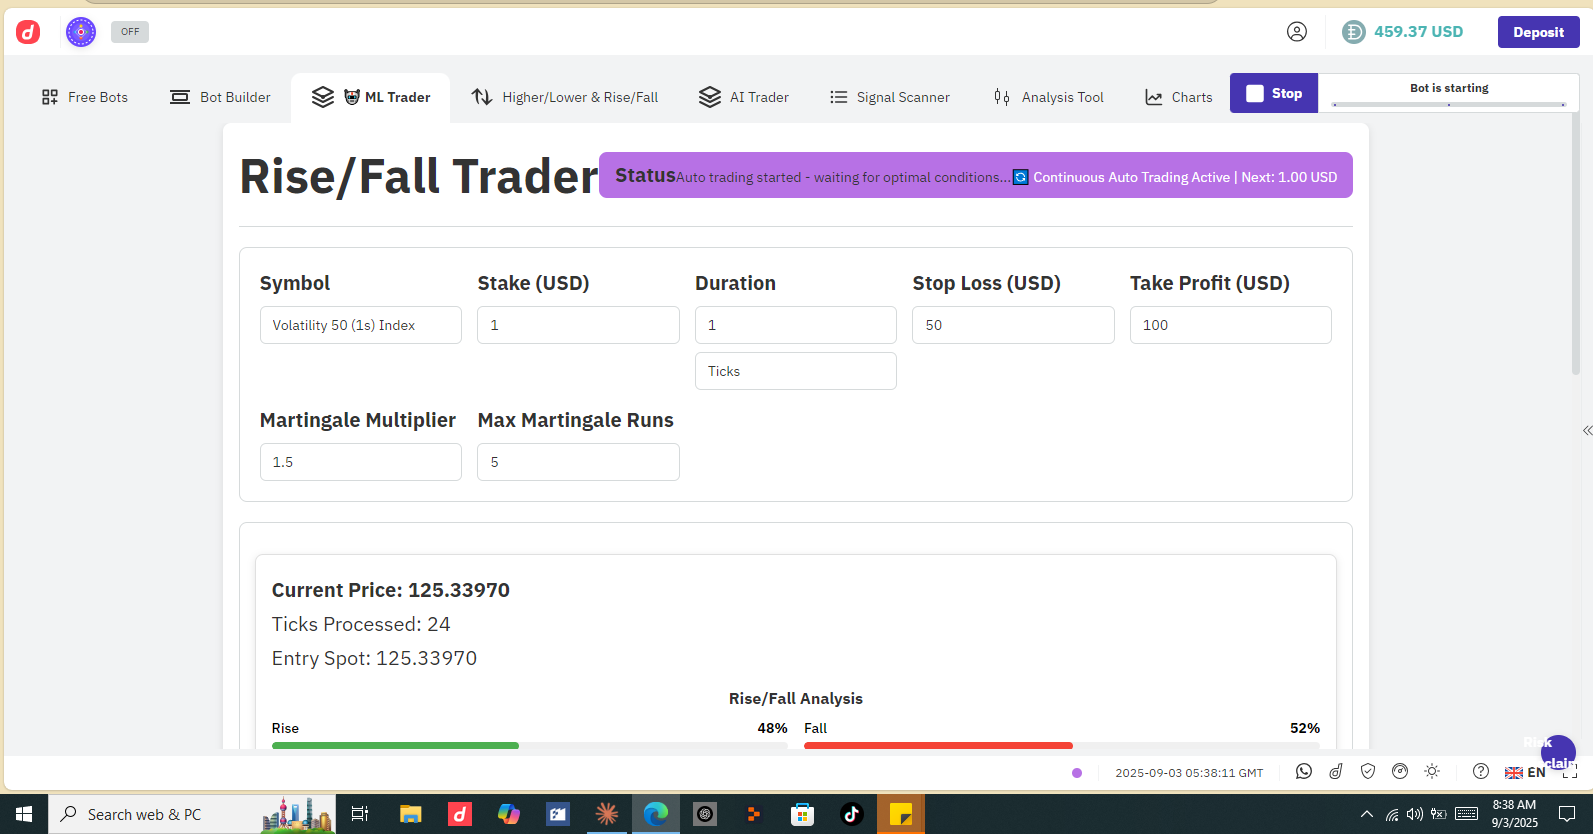 OFF
459.37 USD
Deposit
Free Bots
Bot Builder
ML Trader
Higher/Lower & Rise/Fall
AI Trader
Signal Scanner
Analysis Tool
Charts
Stop
Bot is starting
Rise/Fall Trader
Status Auto trading started - waiting for optimal conditions... Continuous Auto Trading Active | Next: 1.00 USD
Symbol
Stake (USD)
Duration
Stop Loss (USD)
Take Profit (USD)
Volatility 50 (1s) Index
1
1
50
100
Ticks
Martingale Multiplier
Max Martingale Runs
1.5
5
Current Price: 125.33970
Ticks Processed: 24
Entry Spot: 125.33970
Rise/Fall Analysis
Rise
48%
Fall
52%
Risk
2025-09-03 05:38:11 GMT
EN
Search web & PC
8:38 AM
9/3/2025